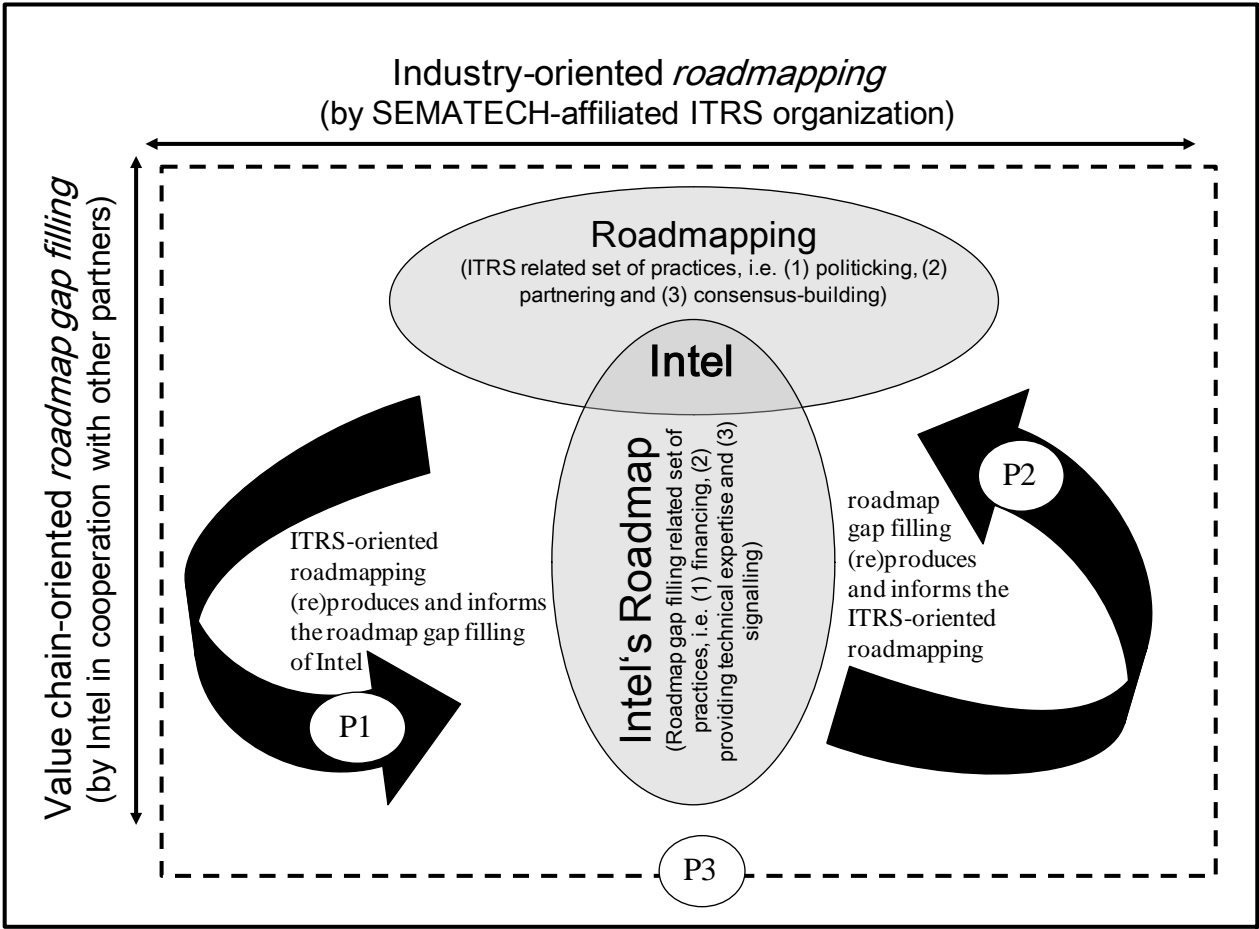 Industry-oriented roadmapping
(by SEMATECH-affiliated ITRS organization)
Value chain-oriented roadmap gap filling
(by Intel in cooperation with other partners)
Roadmapping
(ITRS related set of practices, i.e. (1) politicking, (2)
partnering and (3) consensus-building)
Intel
Intel's Roadmap
(Roadmap gap filling related set of
practices, i.e. (1) financing, (2)
providing technical expertise and (3)
signalling)
ITRS-oriented
roadmapping
(re)produces and informs
the roadmap gap filling
of Intel
P1
P2
roadmap
gap filling
(re)produces
and informs the
ITRS-oriented
roadmapping
P3